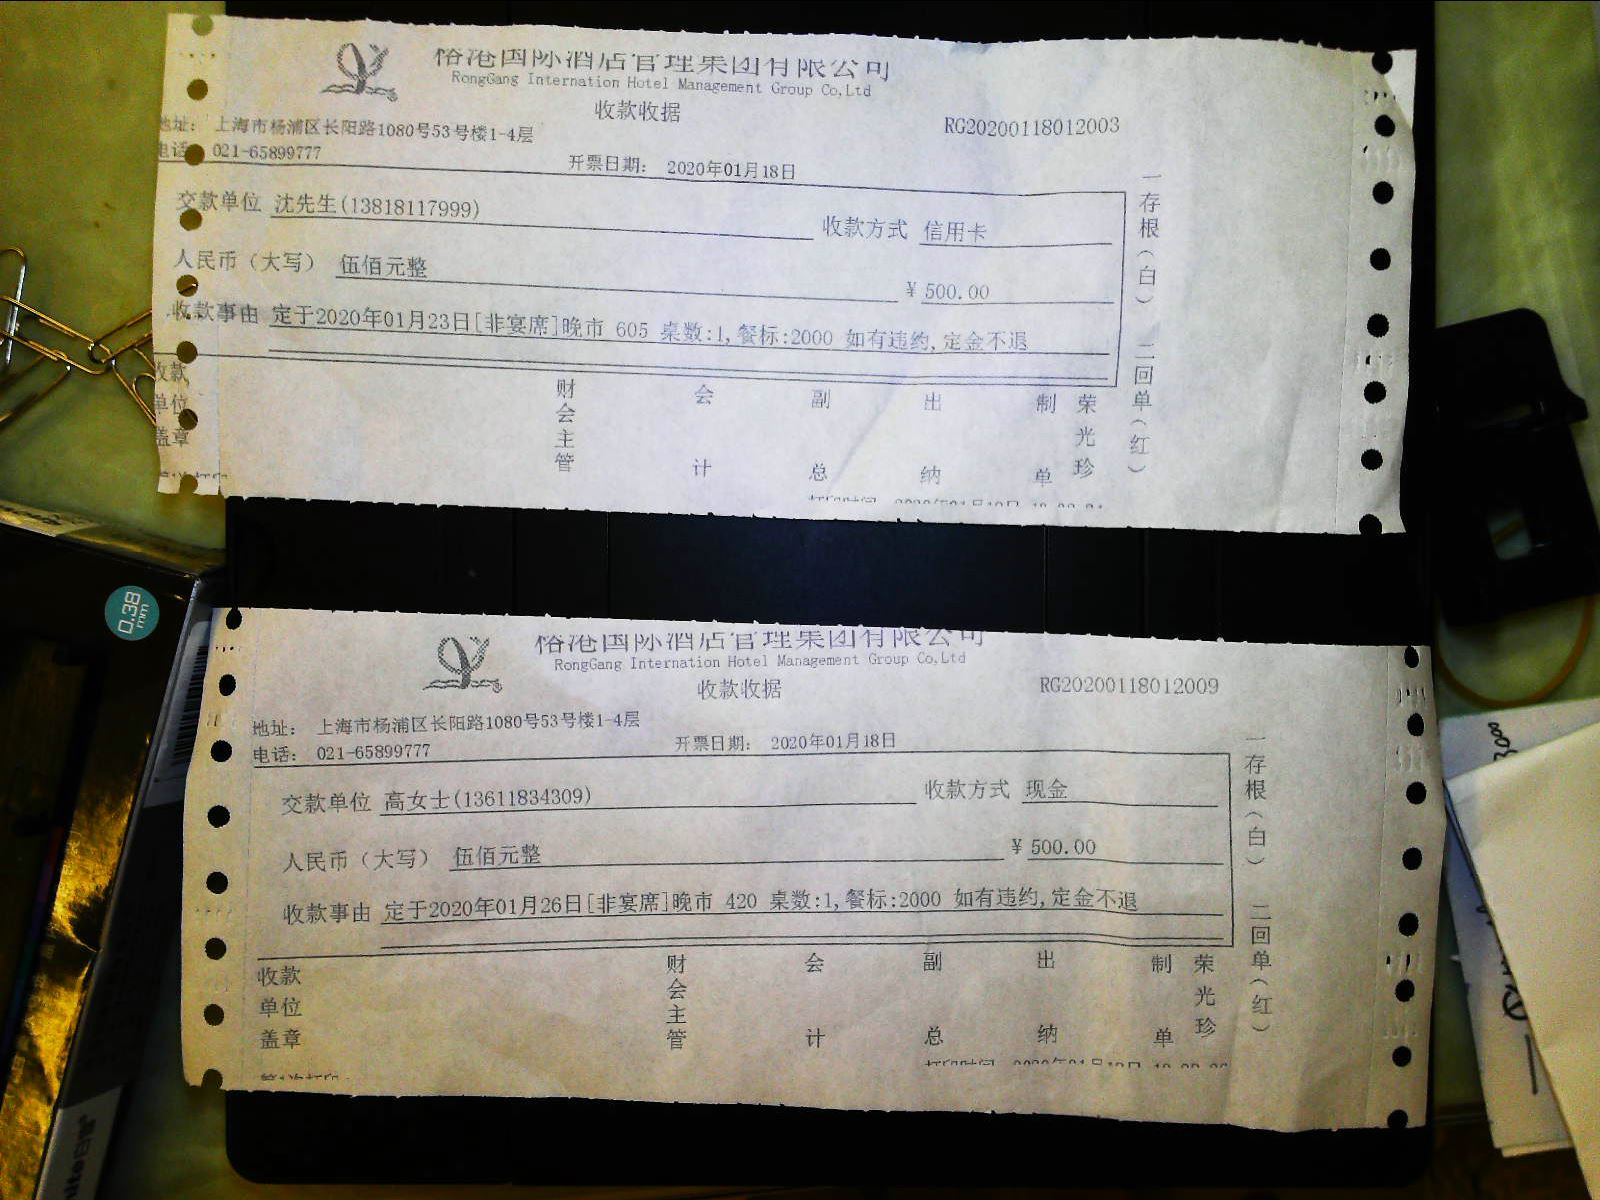 榕港国际酒店管理集团有限公司
RongGang Internation Hotel Management Group Co,Ltd
收款收据
RG20200118012003
地址: 上海市杨浦区长阳路1080号53号楼1-4层
电话: 021-65899777
开票日期: 2020年01月18日
交款单位 沈先生(13818117999)
收款方式 信用卡
人民币(大写) 伍佰元整
¥500.00
收款事由 定于2020年01月23日[非宴席]晚市 605 桌数:1,餐标:2000 如有违约,定金不退
一存根(白) 二回单(红)
收款单位盖章
财会主管
会计
副总
出纳
制单
荣光珍
榕港国际酒店管理集团有限公司
RongGang Internation Hotel Management Group Co,Ltd
收款收据
RG20200118012009
地址: 上海市杨浦区长阳路1080号53号楼1-4层
电话: 021-65899777
开票日期: 2020年01月18日
交款单位 高女士(13611834309)
收款方式 现金
人民币(大写) 伍佰元整
¥500.00
收款事由 定于2020年01月26日[非宴席]晚市 420 桌数:1,餐标:2000 如有违约,定金不退
一存根(白) 二回单(红)
收款单位盖章
财会主管
会计
副总
出纳
制单
荣光珍
0.38
mm